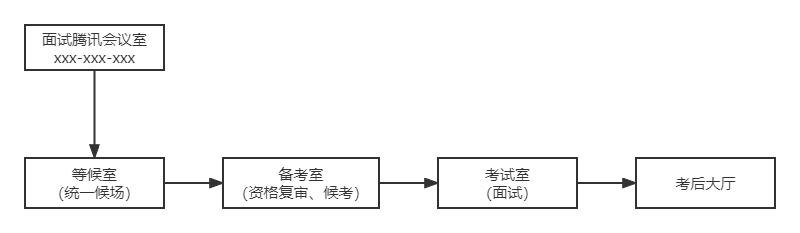 面试腾讯会议室
xxx-xxx-xxx
等候室
(统一候场)
备考室
(资格复审、候考)
考试室
(面试)
考后大厅